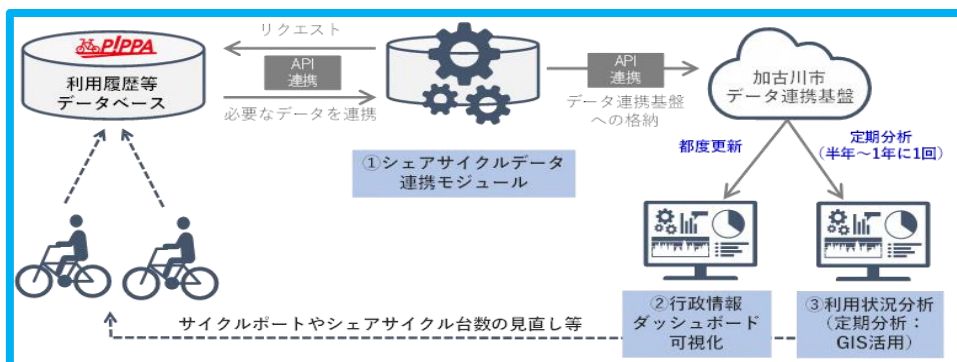 PIPPA
利用履歴等
データベース
リクエスト
API
連携
必要なデータを連携
①シェアサイクルデータ
連携モジュール
API
連携
データ連携基盤
への格納
加古川市
データ連携基盤
都度更新
定期分析
（半年～1年に1回）
②行政情報
ダッシュボード
可視化
③利用状況分析
（定期分析：
GIS活用）
サイクルポートやシェアサイクル台数の見直し等